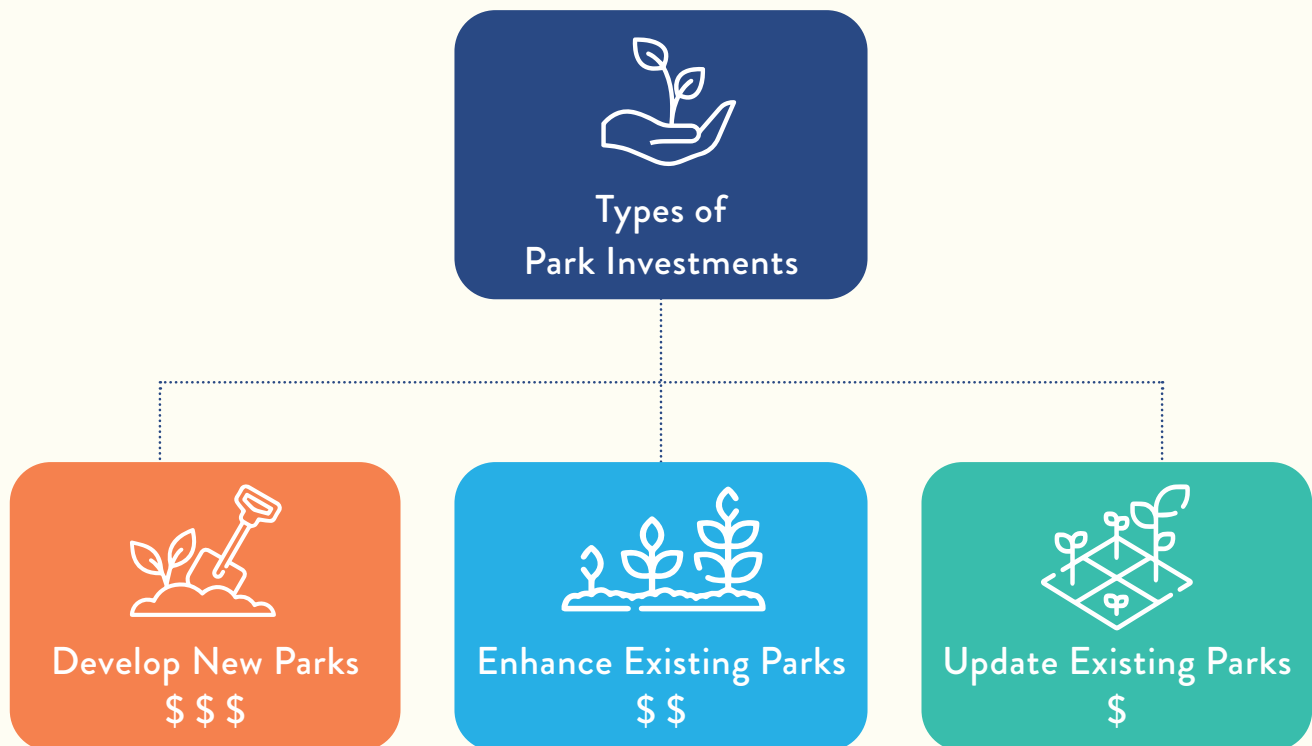 Types of
Park Investments
Develop New Parks
$ $ $
Enhance Existing Parks
$ $
Update Existing Parks
$